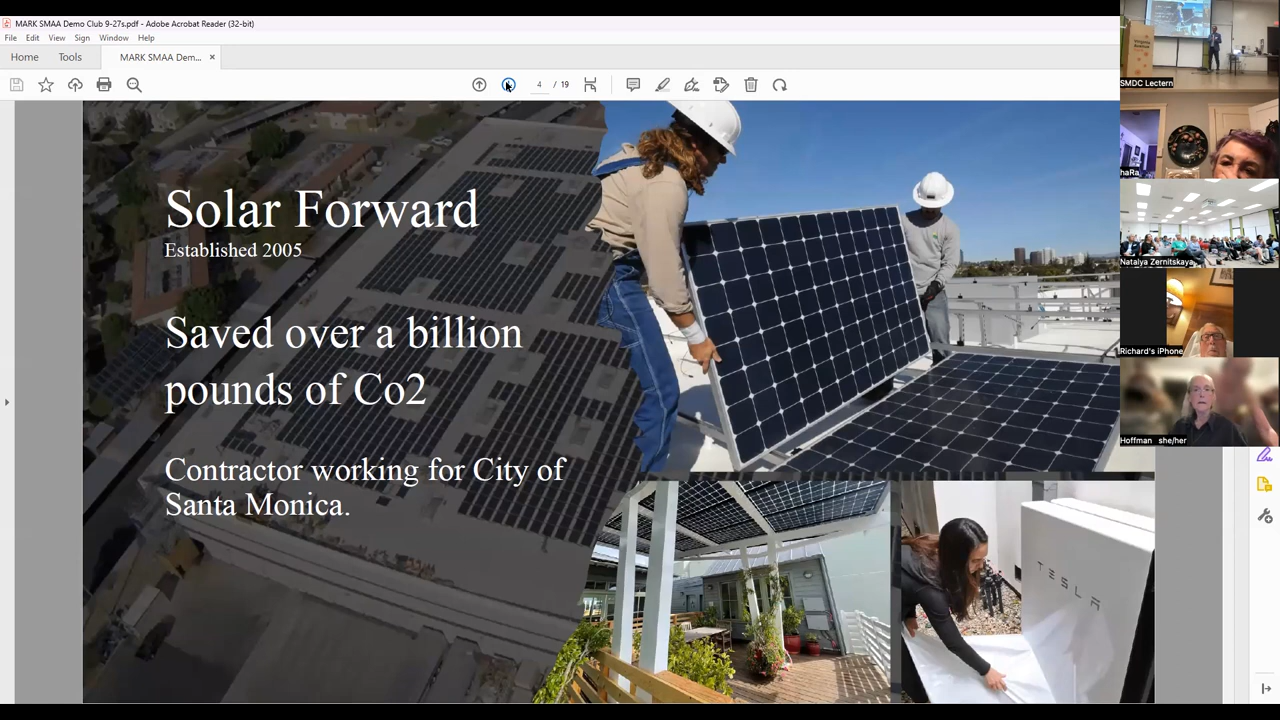 MARK SMAA Demo Club 9-27s.pdf - Adobe Acrobat Reader (32-bit)
File Edit View Sign Window Help
Home Tools MARK SMAA Dem... ×
4 / 19
Solar Forward
Established 2005
Saved over a billion
pounds of Co2
Contractor working for City of
Santa Monica.
TESLA
SMDC Lectern
haRa
Natalya Zernitskaya
Richard's iPhone
Hoffman she/her